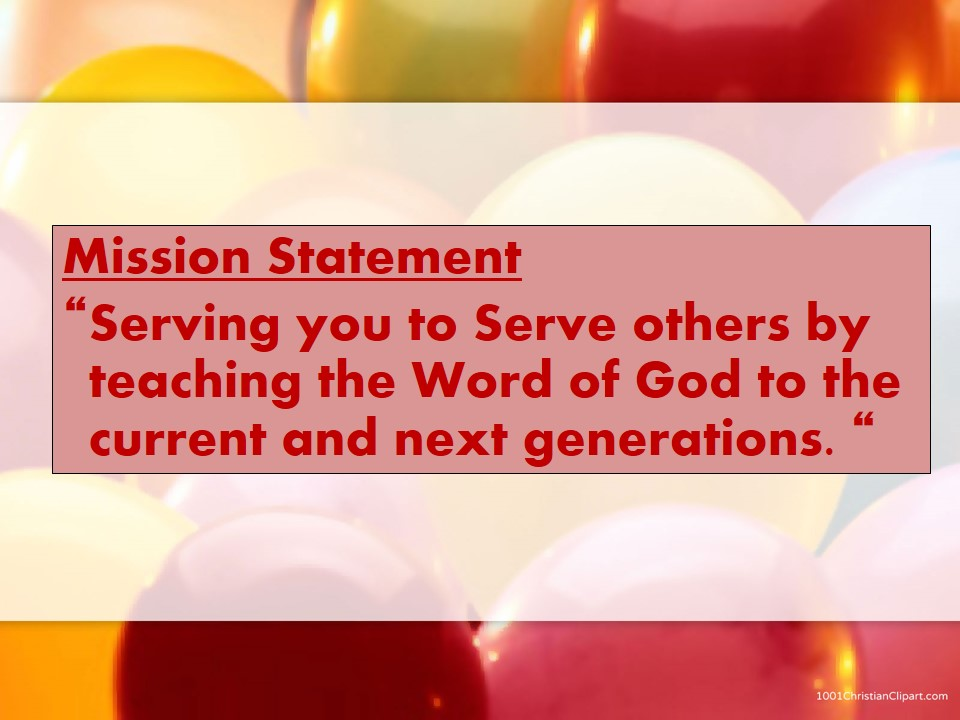 Mission Statement
“Serving you to Serve others by
teaching the Word of God to the
current and next generations. “
1001ChristianClipart.com